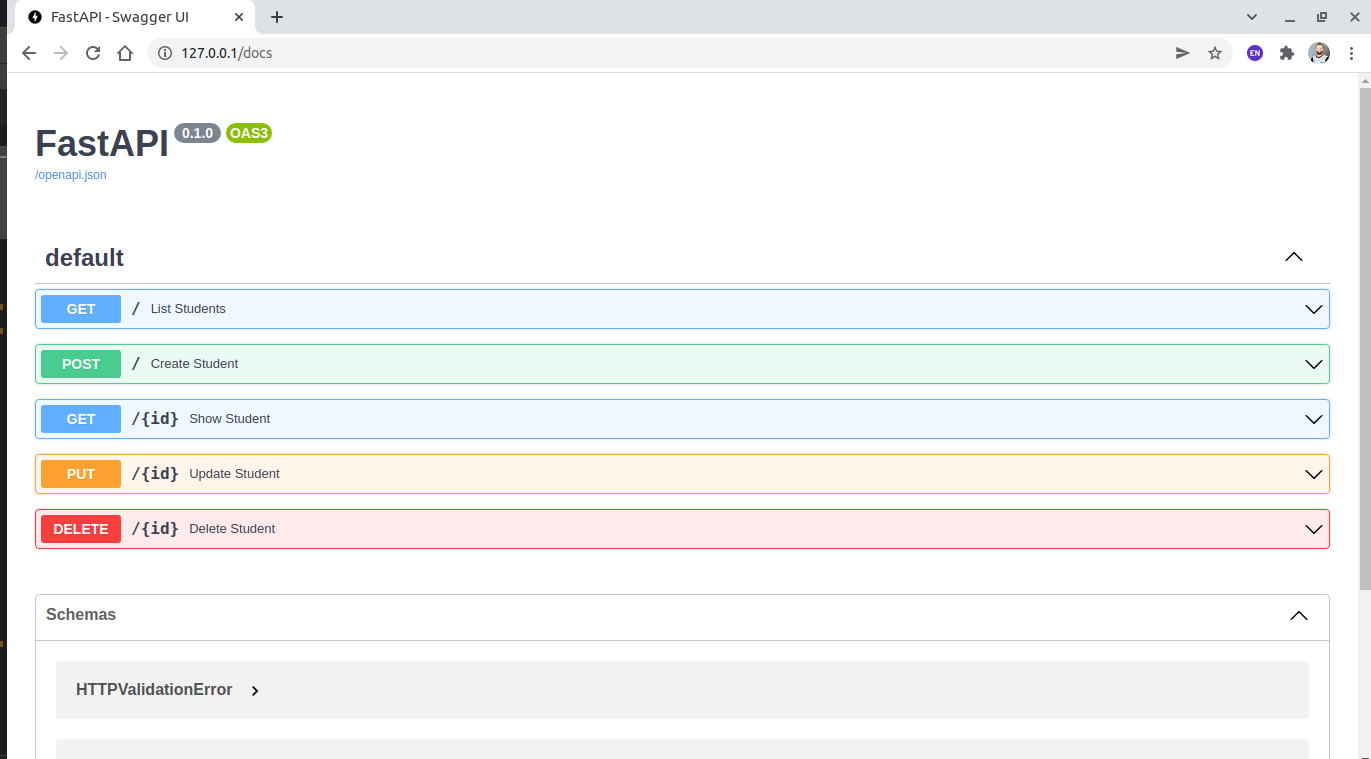 FastAPI - Swagger UI
127.0.0.1/docs
EN
FastAPI 0.1.0 OAS3
/openapi.json
default
GET / List Students
POST / Create Student
GET /{id} Show Student
PUT /{id} Update Student
DELETE /{id} Delete Student
Schemas
HTTPValidationError